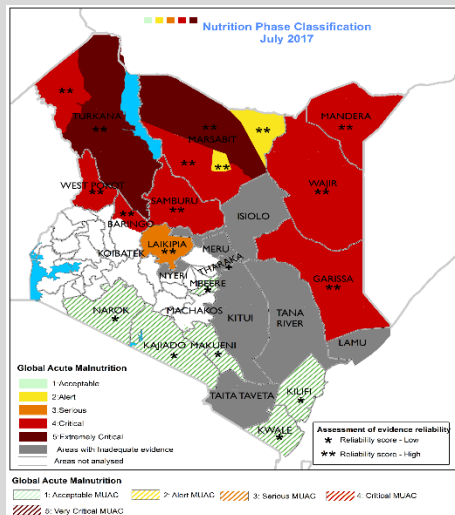 Nutrition Phase Classification
July 2017
TURKANA
**
**
MARSABIT
**
**
**
**
MANDERA
**
WEST POKOT
**
SAMBURU
**
WAJIR
**
BARINGO
**
ISIOLO
KOIBATEK
LAIKIPIA
**
MERU
THARAKA
*
NYERI
MBEERE
*
GARISSA
**
NAROK
*
MACHAKOS
KITUI
TANA
RIVER
LAMU
KAJIADO
*
MAKUENI
*
TAITA TAVETA
KILIFI
*
KWALE
*
Global Acute Malnutrition
1:Acceptable
2:Alert
3:Serious
4:Critical
5:Extremely Critical
Areas with Inadequate evidence
Areas not analysed
Assessment of evidence reliability
* Reliability score - Low
** Reliability score - High
Global Acute Malnutrition
1: Acceptable MUAC
2: Alert MUAC
3: Serious MUAC
4: Critical MUAC
5: Very Critical MUAC